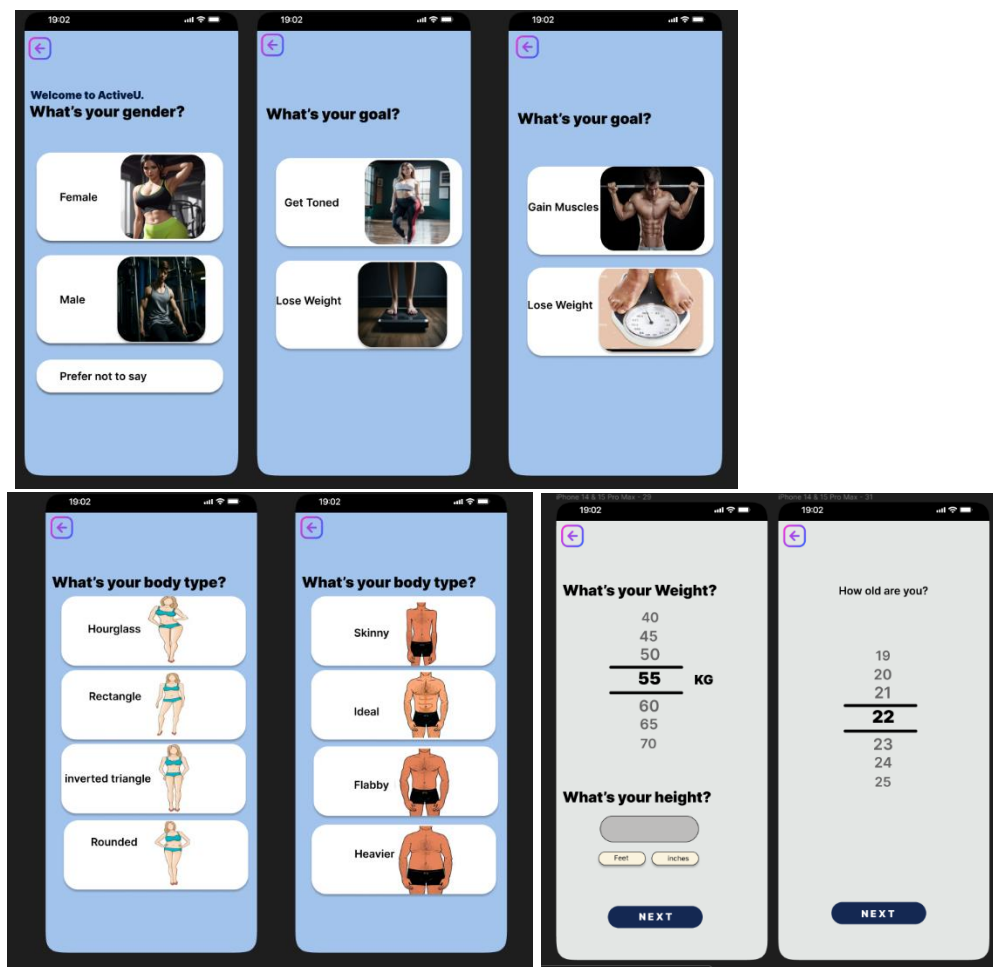 19:02
Welcome to ActiveU.
What's your gender?
Female
Male
Prefer not to say
19:02
What's your goal?
Get Toned
Lose Weight
19:02
What's your goal?
Gain Muscles
Lose Weight
19:02
What's your body type?
Hourglass
Rectangle
inverted triangle
Rounded
19:02
What's your body type?
Skinny
Ideal
Flabby
Heavier
iPhone 14 & 15 Pro Max - 29
19:02
What's your Weight?
40
45
50
55 KG
60
65
70
What's your height?
Feet inches
NEXT
iPhone 14 & 15 Pro Max - 31
19:02
How old are you?
19
20
21
22
23
24
25
NEXT